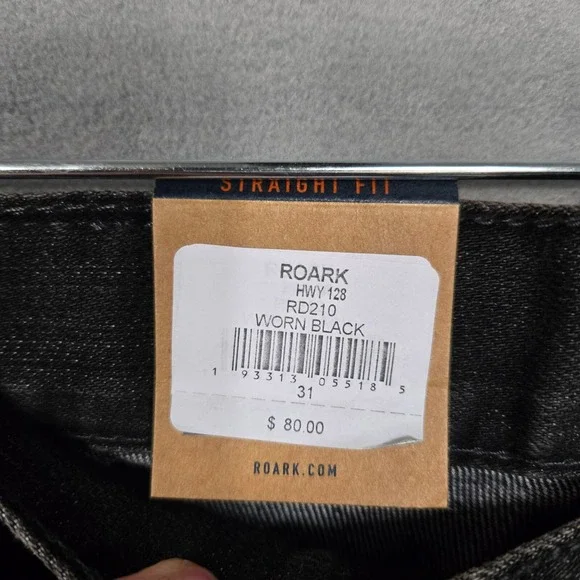 STRAIGHT FIT
ROARK
HWY 128
RD210
WORN BLACK
1 93313 05518 5
31
$ 80.00
ROARK.COM